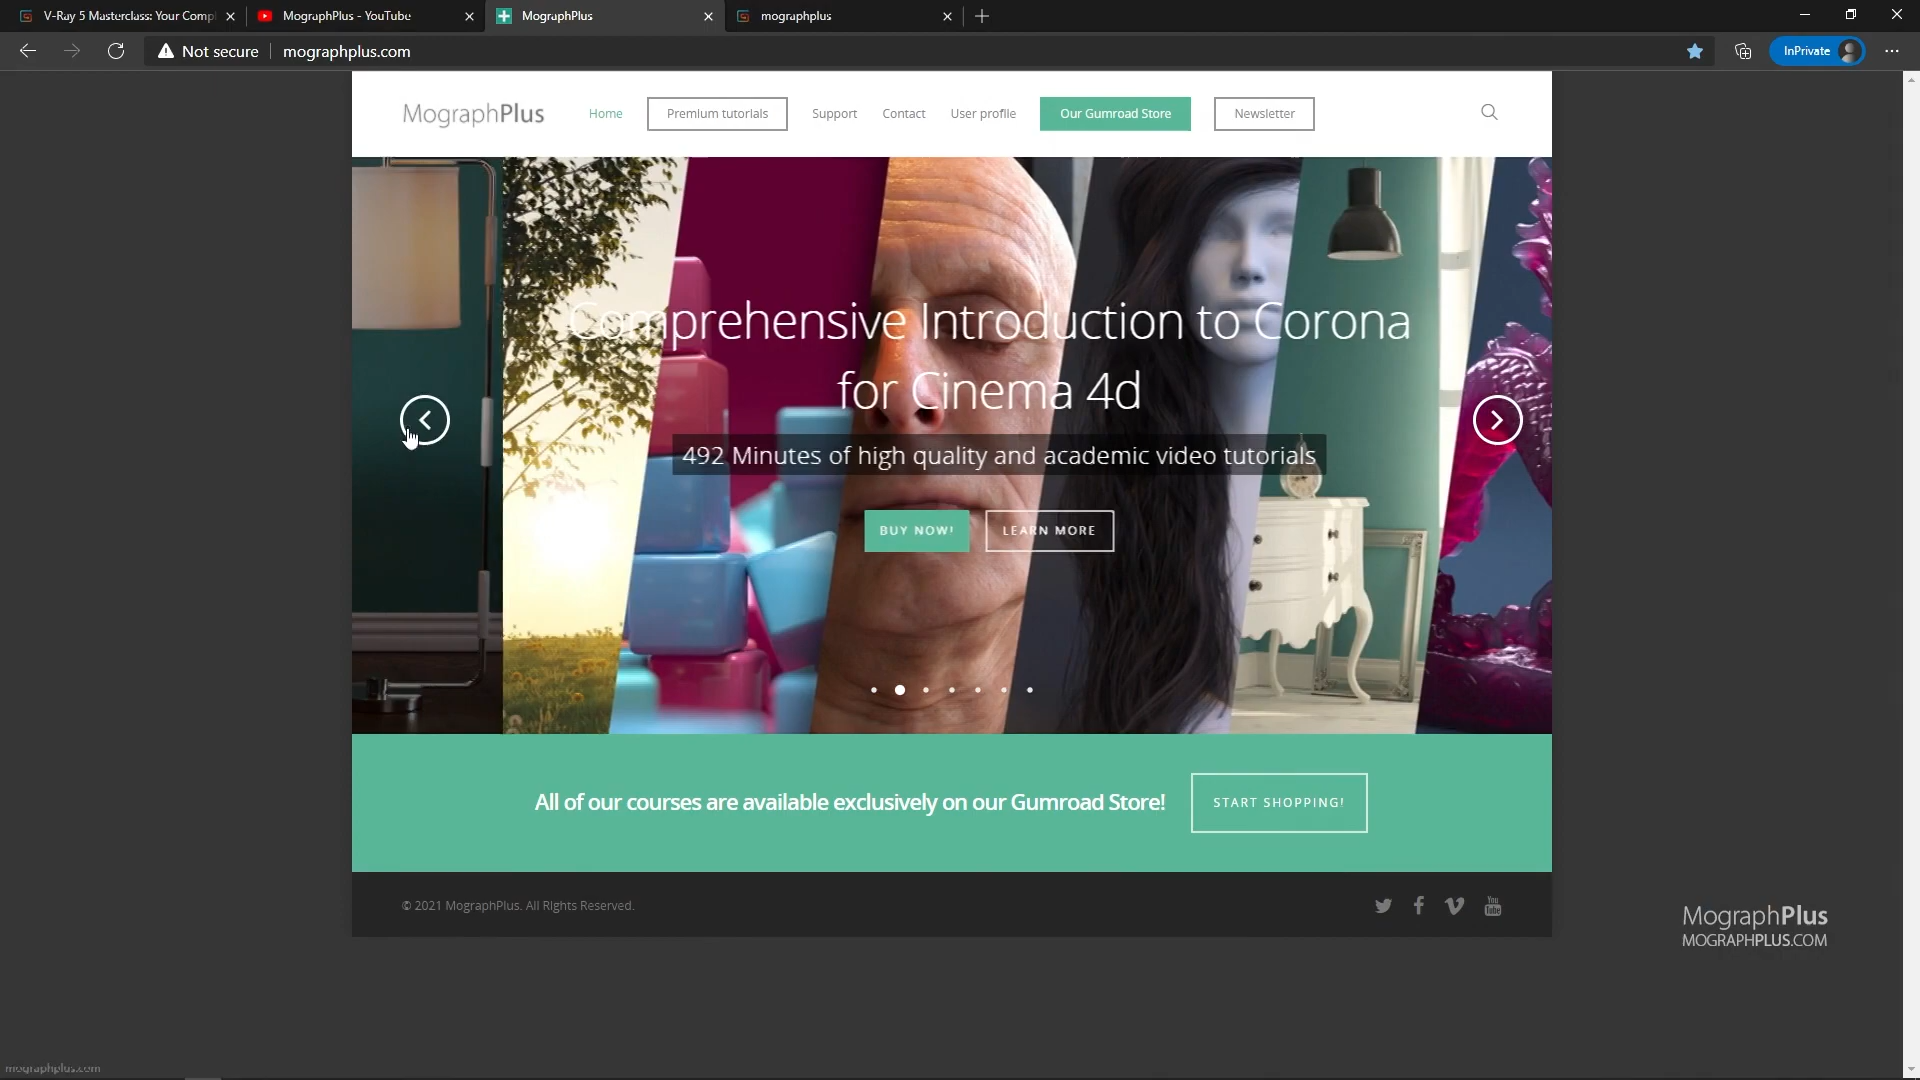 V-Ray 5 Masterclass: Your Compl
MographPlus - YouTube
MographPlus
mographplus
Not secure
mographplus.com
InPrivate
MographPlus
Home
Premium tutorials
Support
Contact
User profile
Our Gumroad Store
Newsletter
Comprehensive Introduction to Corona
for Cinema 4d
492 Minutes of high quality and academic video tutorials
BUY NOW!
LEARN MORE
All of our courses are available exclusively on our Gumroad Store!
START SHOPPING!
© 2021 MographPlus. All Rights Reserved.
You
Tube
MographPlus
MOGRAPHPLUS.COM
mographplus.com